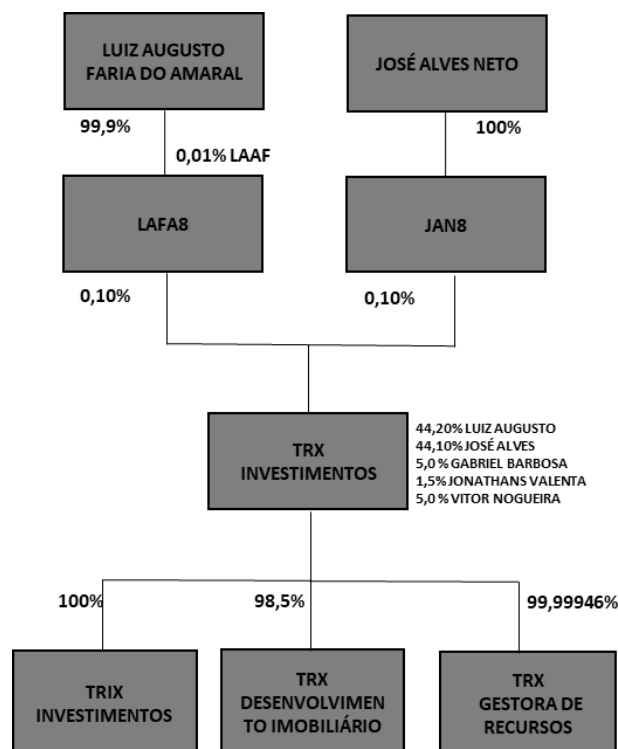 LUIZ AUGUSTO
FARIA DO AMARAL
JOSÉ ALVES NETO
99,9%
100%
0,01% LAAF
LAFA8
JAN8
0,10%
0,10%
TRX
INVESTIMENTOS
44,20% LUIZ AUGUSTO
44,10% JOSÉ ALVES
5,0 % GABRIEL BARBOSA
1,5% JONATHANS VALENTA
5,0 % VITOR NOGUEIRA
100%
98,5%
99,99946%
TRIX
INVESTIMENTOS
TRX
DESENVOLVIMEN
TO IMOBILIÁRIO
TRX
GESTORA DE
RECURSOS